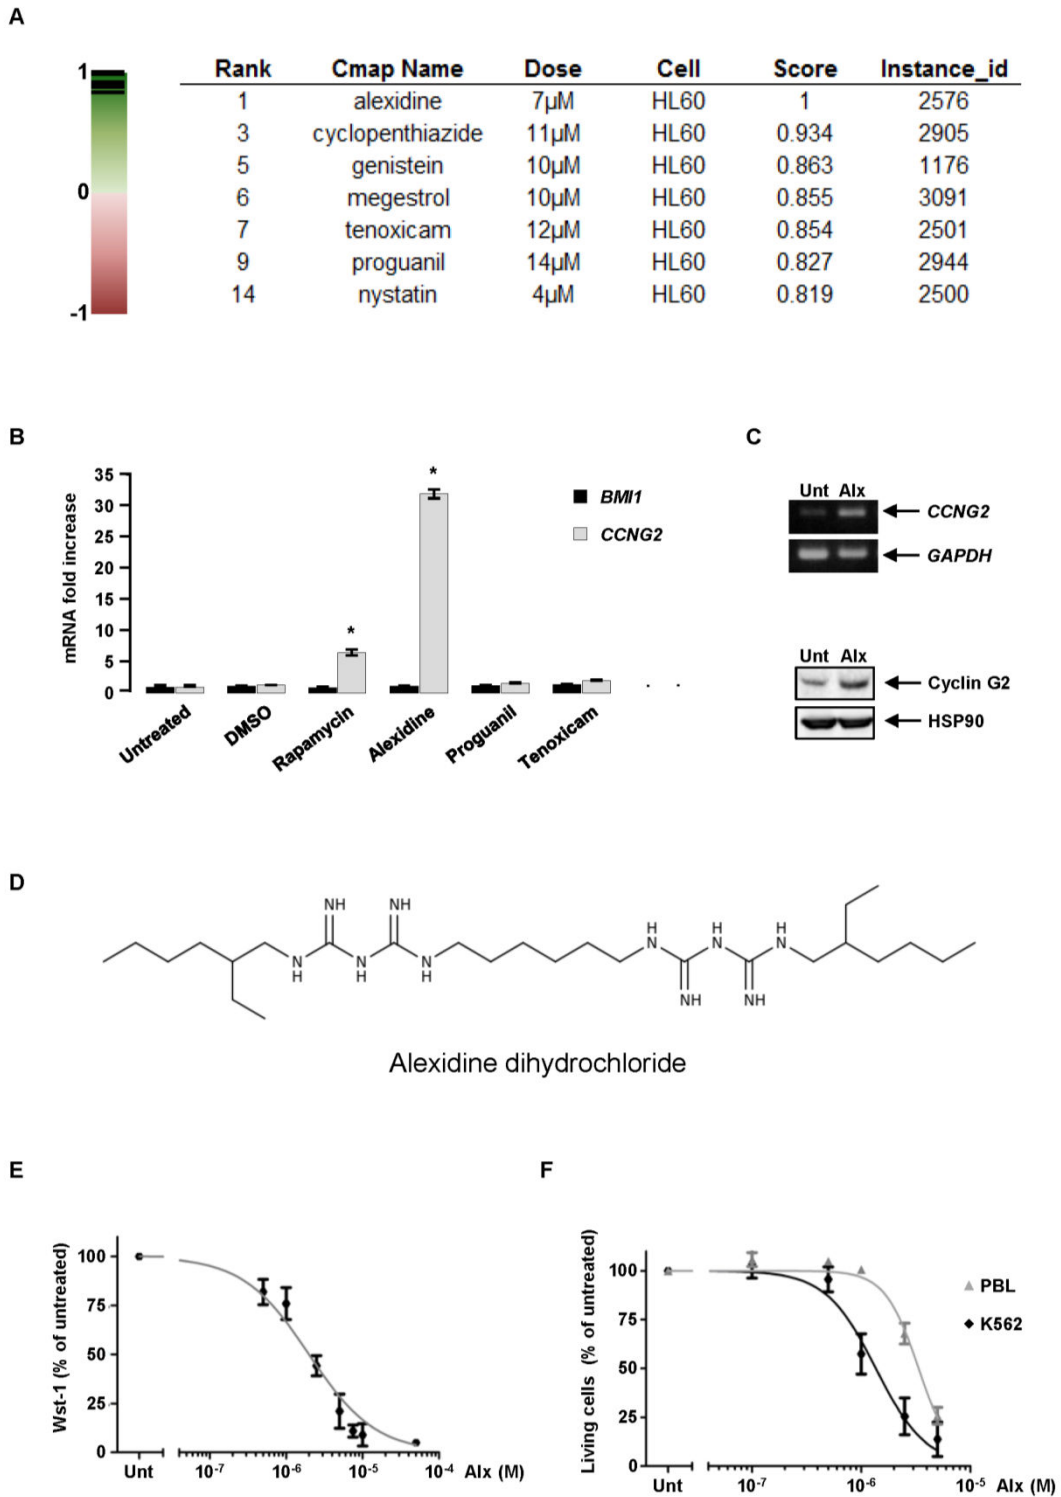 A
1
0
-1
Rank Cmap Name Dose Cell Score Instance_id
1 alexidine 7µM HL60 1 2576
3 cyclopenthiazide 11µM HL60 0.934 2905
5 genistein 10µM HL60 0.863 1176
6 megestrol 10µM HL60 0.855 3091
7 tenoxicam 12µM HL60 0.854 2501
9 proguanil 14µM HL60 0.827 2944
14 nystatin 4µM HL60 0.819 2500
B
mRNA fold increase
35
30
25
20
15
10
5
0
* *
BMI1
CCNG2
Untreated DMSO Rapamycin Alexidine Proguanil Tenoxicam
C
Unt Alx
CCNG2
GAPDH
Unt Alx
Cyclin G2
HSP90
D
NH NH
N H N H N H
H N H N H N
NH NH
Alexidine dihydrochloride
E
Wst-1 (% of untreated)
100
75
50
25
0
Unt 10-7 10-6 10-5 10-4 Alx (M)
F
Living cells (% of untreated)
100
75
50
25
0
PBL
K562
Unt 10-7 10-6 10-5 Alx (M)